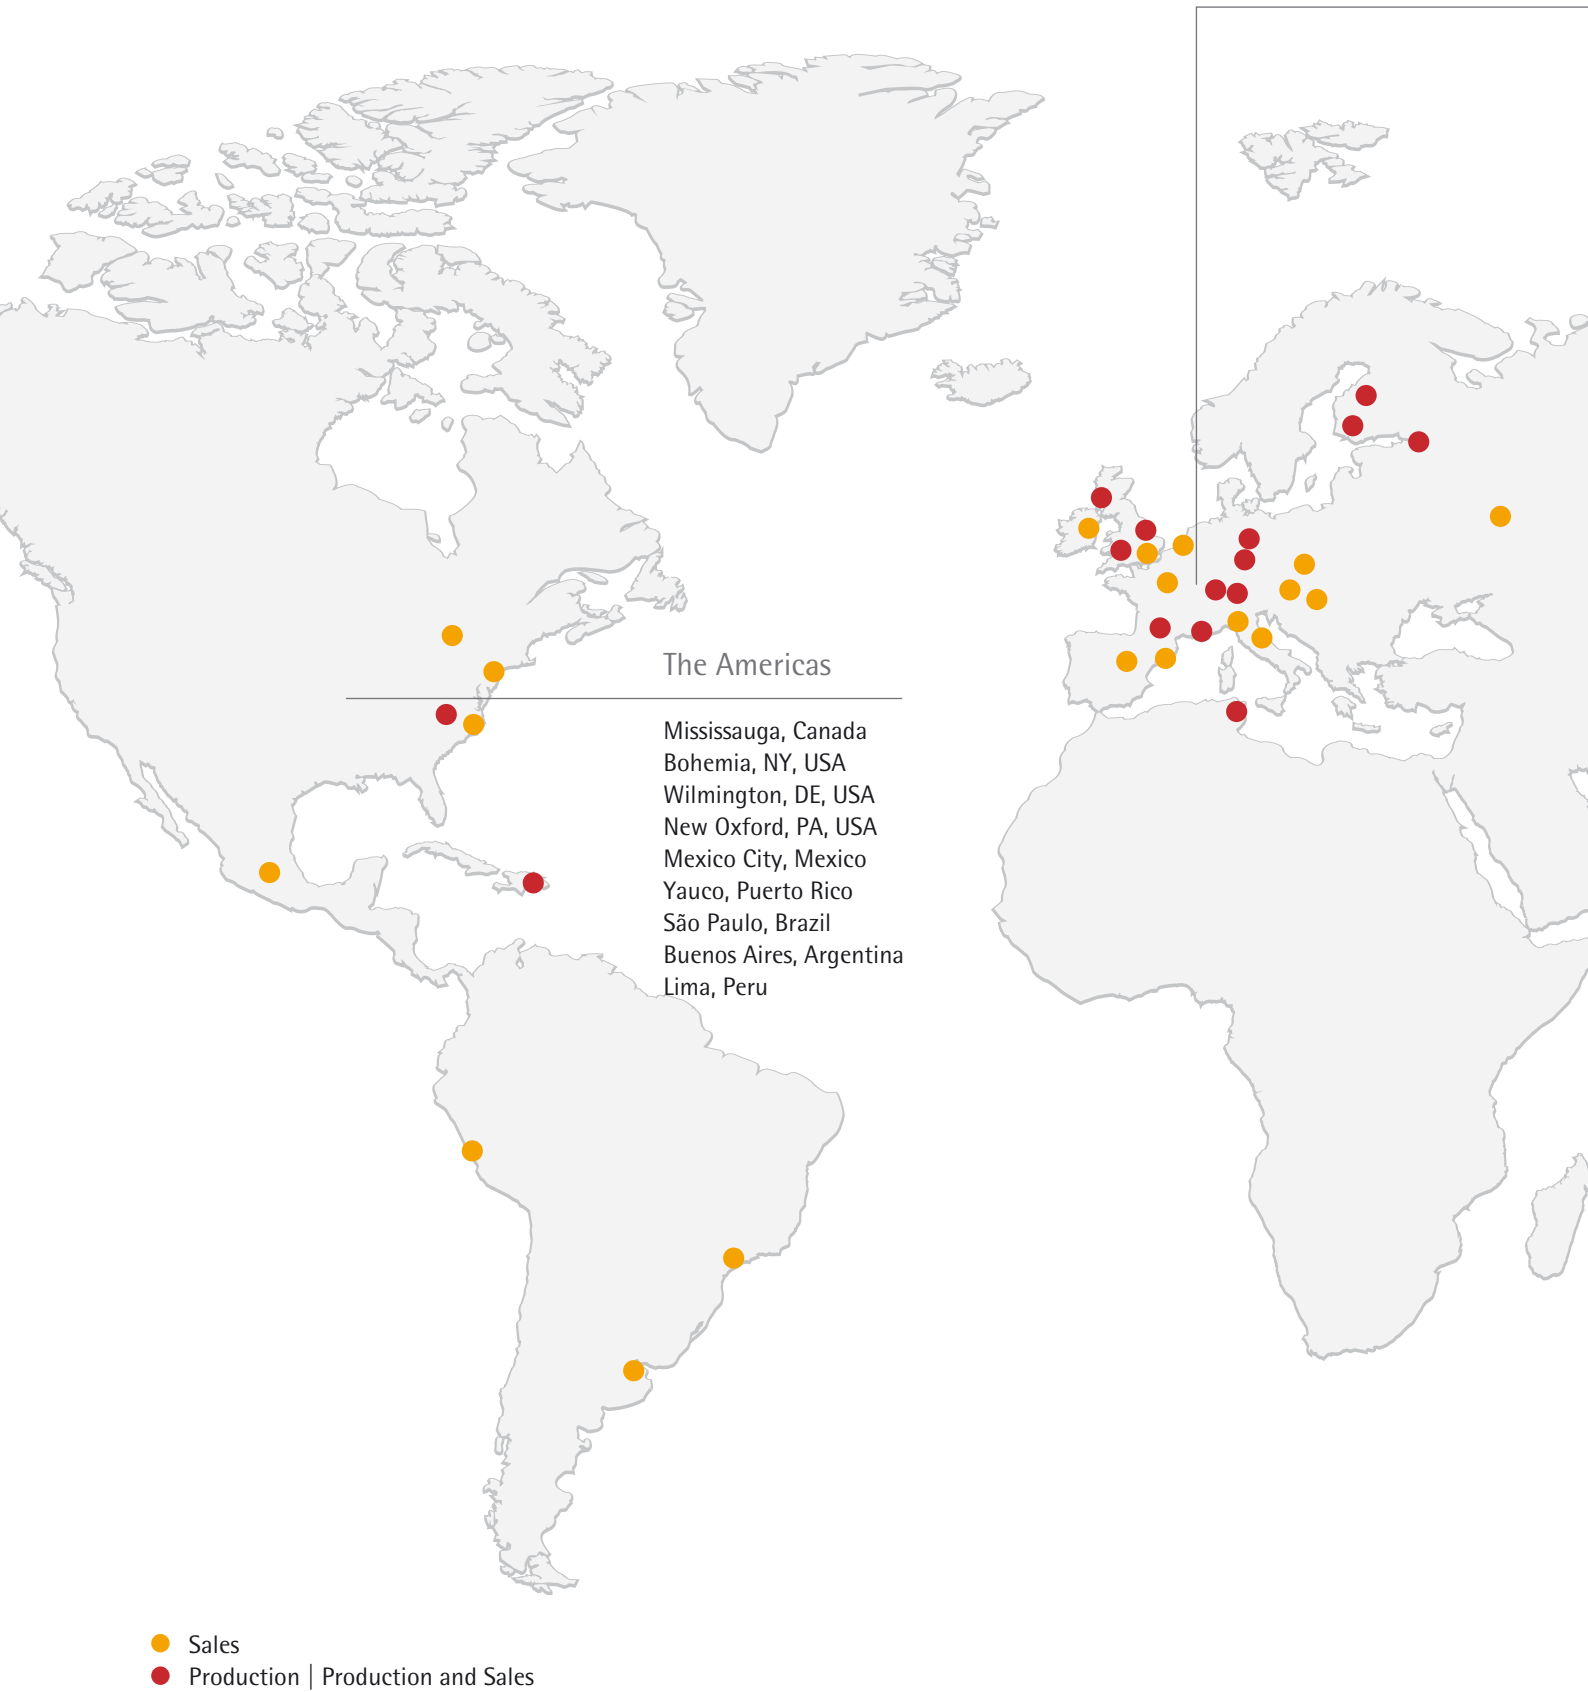 The Americas
Mississauga, Canada
Bohemia, NY, USA
Wilmington, DE, USA
New Oxford, PA, USA
Mexico City, Mexico
Yauco, Puerto Rico
São Paulo, Brazil
Buenos Aires, Argentina
Lima, Peru
Sales
Production | Production and Sales